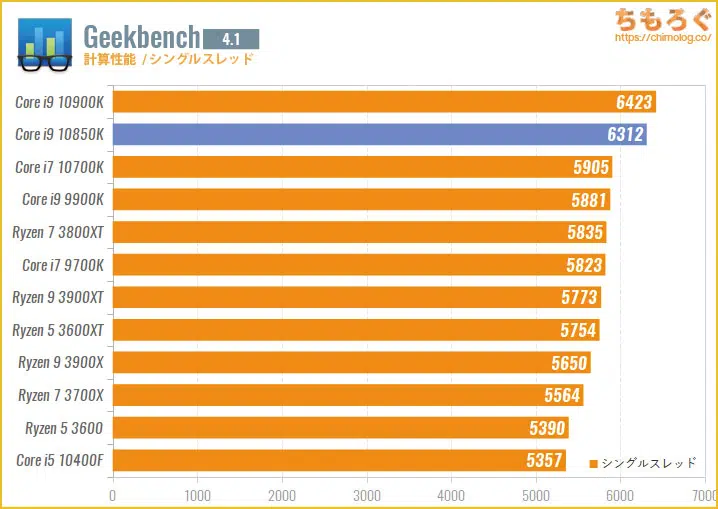 Geekbench 4.1
計算性能 / シングルスレッド
ちもろぐ
https://chimolog.co/
Core i9 10900K 6423
Core i9 10850K 6312
Core i7 10700K 5905
Core i9 9900K 5881
Ryzen 7 3800XT 5835
Core i7 9700K 5823
Ryzen 9 3900XT 5773
Ryzen 5 3600XT 5754
Ryzen 9 3900X 5650
Ryzen 7 3700X 5564
Ryzen 5 3600 5390
Core i5 10400F 5357
シングルスレッド
0 1000 2000 3000 4000 5000 6000 7000